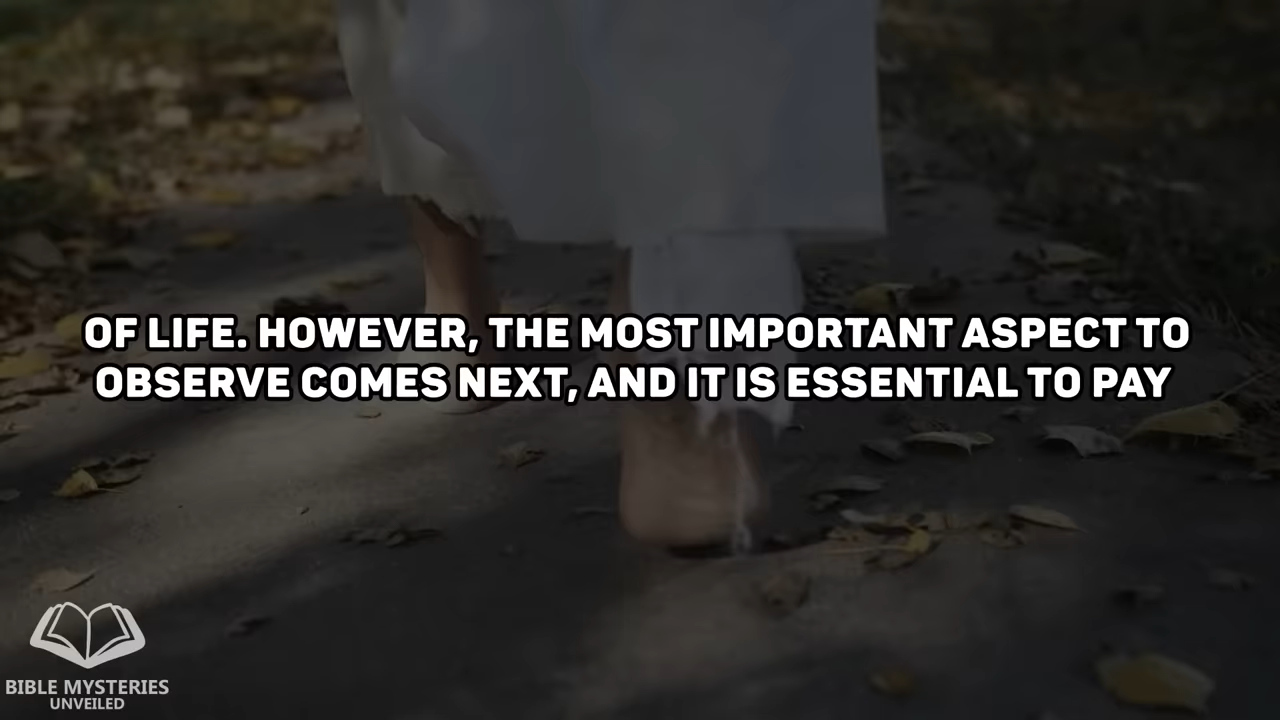 OF LIFE. HOWEVER, THE MOST IMPORTANT ASPECT TO
OBSERVE COMES NEXT, AND IT IS ESSENTIAL TO PAY
BIBLE MYSTERIES
UNVEILED